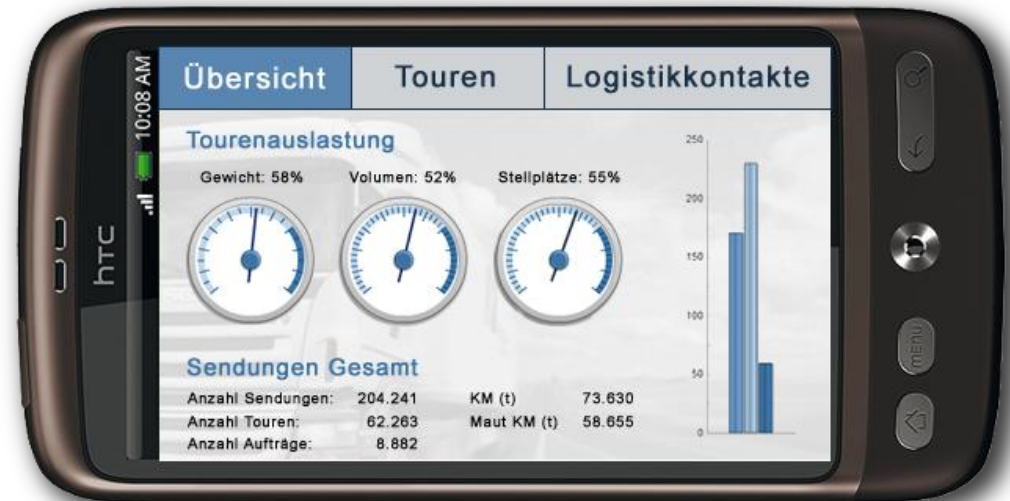 Übersicht
Touren
Logistikkontakte
10:08 AM
hTC
Tourenauslastung
Gewicht: 58%
Volumen: 52%
Stellplätze: 55%
250
200
150
100
50
0
Sendungen Gesamt
Anzahl Sendungen: 204.241 KM (t) 73.630
Anzahl Touren: 62.263 Maut KM (t) 58.655
Anzahl Aufträge: 8.882
menu